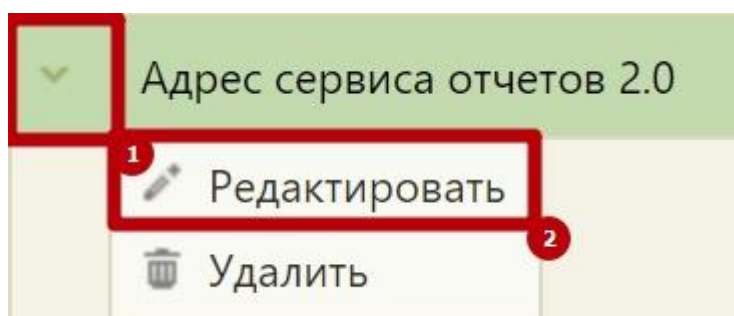 Адрес сервиса отчетов 2.0
1
Редактировать
2
Удалить